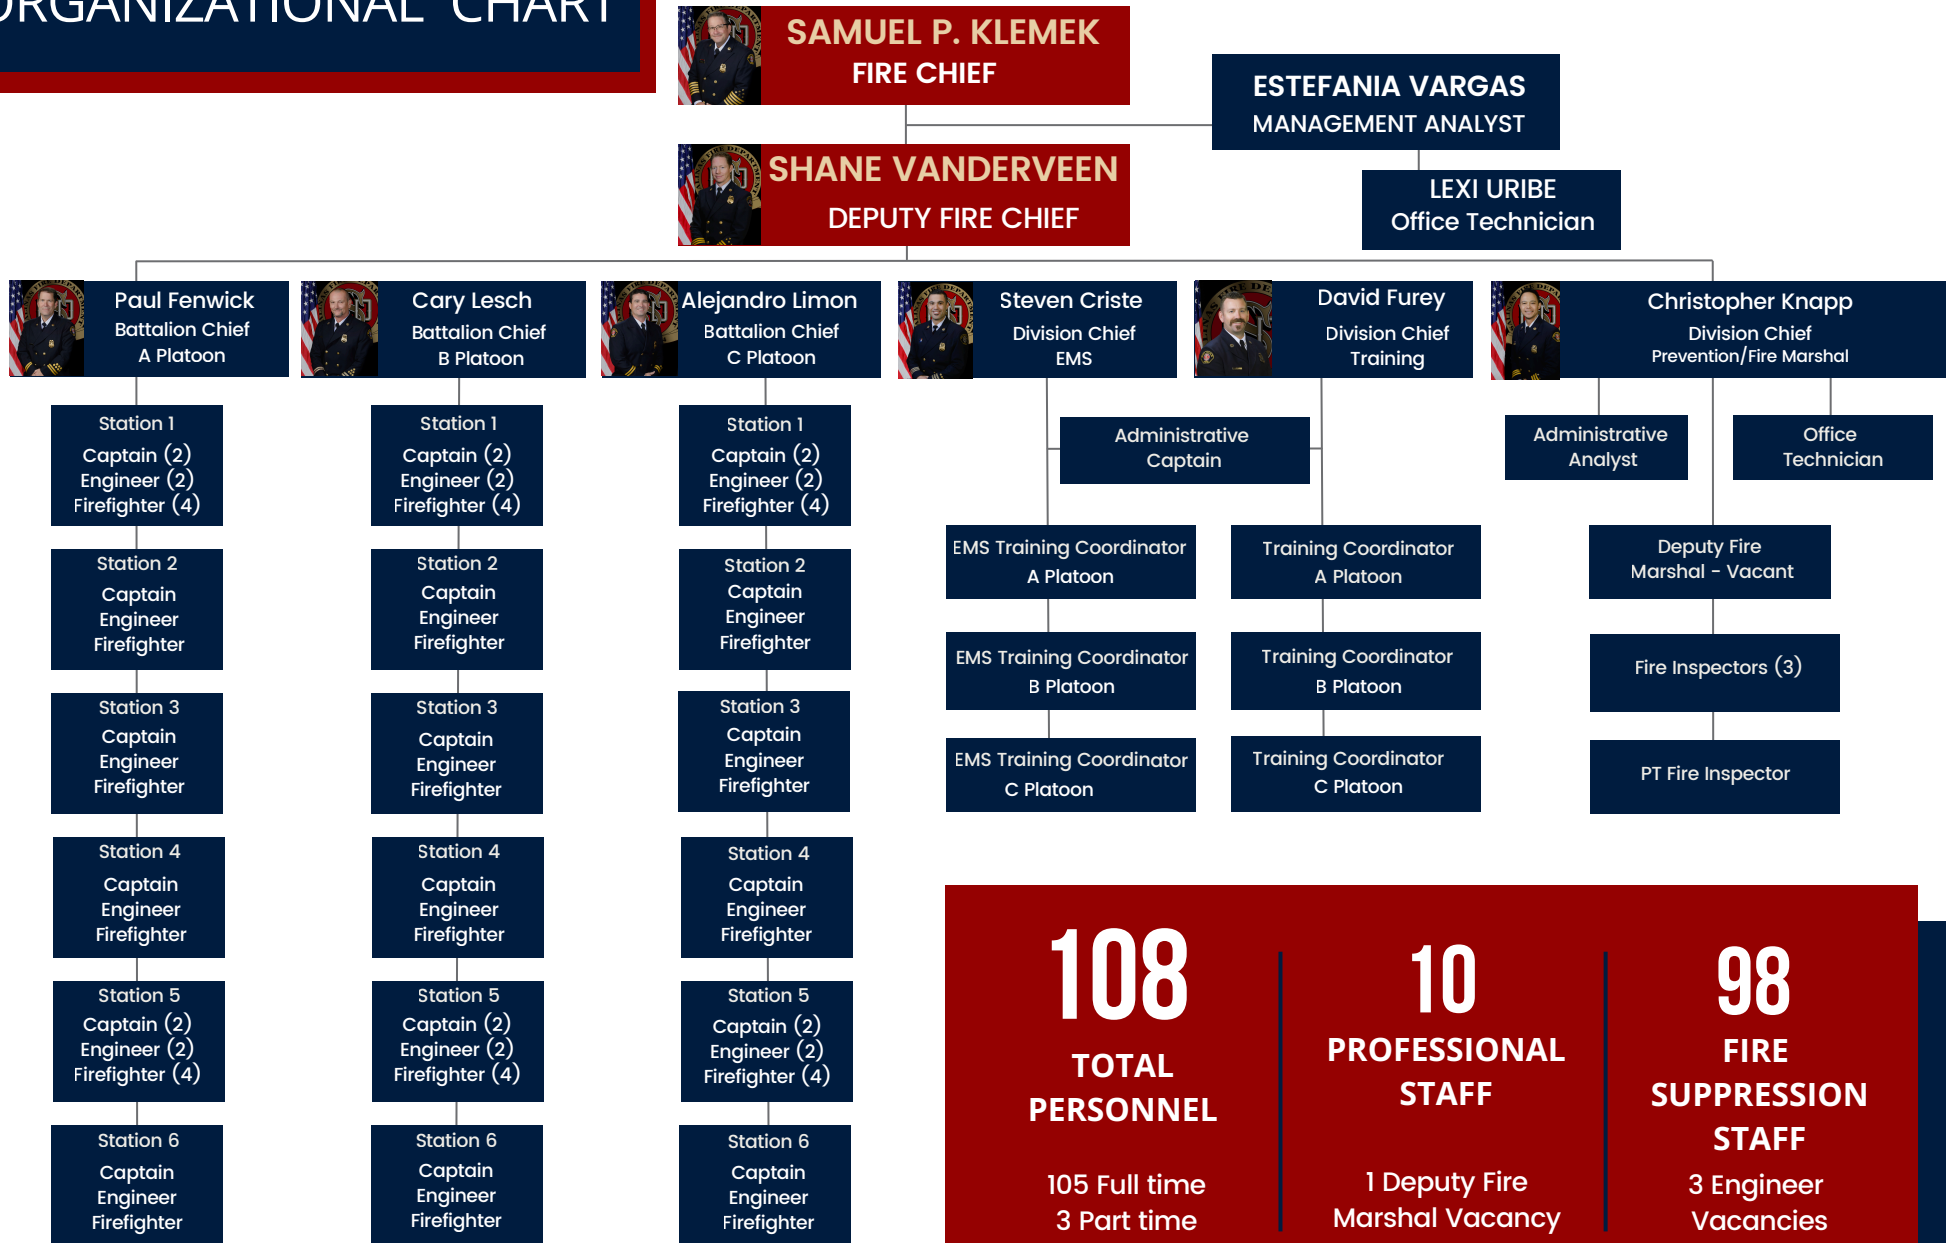 ORGANIZATIONAL CHART
SAMUEL P. KLEMEK
FIRE CHIEF
ESTEFANIA VARGAS
MANAGEMENT ANALYST
SHANE VANDERVEEN
DEPUTY FIRE CHIEF
LEXI URIBE
Office Technician
Paul Fenwick
Battalion Chief
A Platoon
Cary Lesch
Battalion Chief
B Platoon
Alejandro Limon
Battalion Chief
C Platoon
Steven Criste
Division Chief
EMS
David Furey
Division Chief
Training
Christopher Knapp
Division Chief
Prevention/Fire Marshal
Station 1
Captain (2)
Engineer (2)
Firefighter (4)
Station 2
Captain
Engineer
Firefighter
Station 3
Captain
Engineer
Firefighter
Station 4
Captain
Engineer
Firefighter
Station 5
Captain (2)
Engineer (2)
Firefighter (4)
Station 6
Captain
Engineer
Firefighter
Station 1
Captain (2)
Engineer (2)
Firefighter (4)
Station 2
Captain
Engineer
Firefighter
Station 3
Captain
Engineer
Firefighter
Station 4
Captain
Engineer
Firefighter
Station 5
Captain (2)
Engineer (2)
Firefighter (4)
Station 6
Captain
Engineer
Firefighter
Station 1
Captain (2)
Engineer (2)
Firefighter (4)
Station 2
Captain
Engineer
Firefighter
Station 3
Captain
Engineer
Firefighter
Station 4
Captain
Engineer
Firefighter
Station 5
Captain (2)
Engineer (2)
Firefighter (4)
Station 6
Captain
Engineer
Firefighter
Administrative
Captain
EMS Training Coordinator
A Platoon
EMS Training Coordinator
B Platoon
EMS Training Coordinator
C Platoon
Training Coordinator
A Platoon
Training Coordinator
B Platoon
Training Coordinator
C Platoon
Administrative
Analyst
Office
Technician
Deputy Fire
Marshal - Vacant
Fire Inspectors (3)
PT Fire Inspector
108
TOTAL
PERSONNEL
105 Full time
3 Part time
10
PROFESSIONAL
STAFF
1 Deputy Fire
Marshal Vacancy
98
FIRE
SUPPRESSION
STAFF
3 Engineer
Vacancies